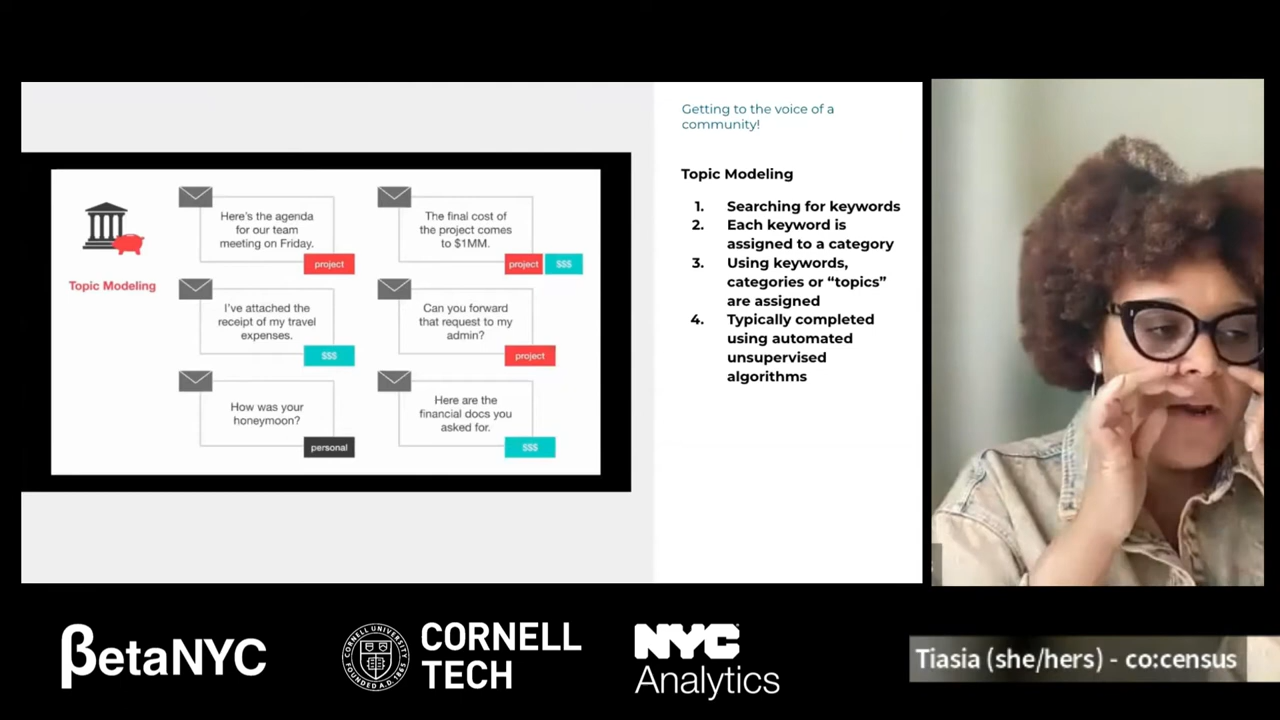 Getting to the voice of a
community!
Topic Modeling
1. Searching for keywords
2. Each keyword is
assigned to a category
3. Using keywords,
categories or “topics”
are assigned
4. Typically completed
using automated
unsupervised
algorithms
Topic Modeling
Here's the agenda
for our team
meeting on Friday.
project
The final cost of
the project comes
to $1MM.
project $$$
I've attached the
receipt of my travel
expenses.
$$$
Can you forward
that request to my
admin?
project
How was your
honeymoon?
personal
Here are the
financial docs you
asked for.
$$$
βetaNYC
CORNELL UNIVERSITY
FOUNDED A.D. 1865
CORNELL
TECH
NYC
Analytics
Tiasia (she/hers) - co:census